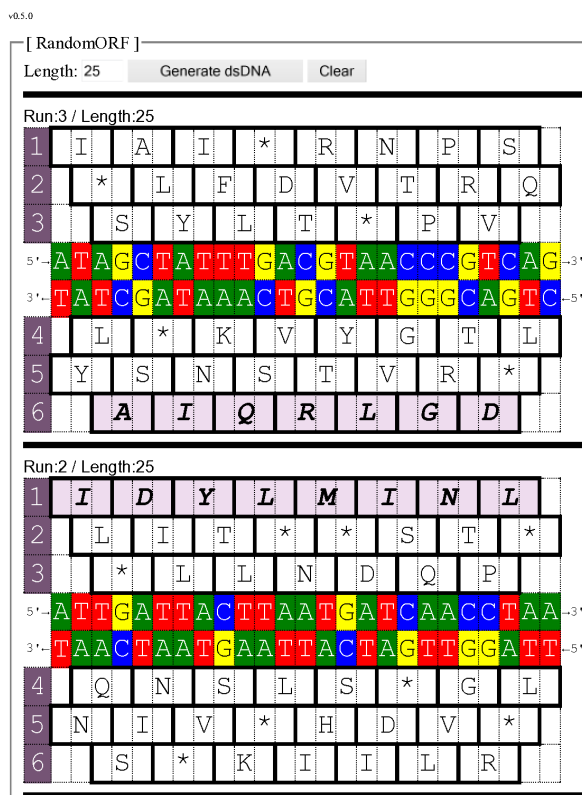 v0.5.0
[ RandomORF ]
Length: 25 Generate dsDNA Clear
Run:3 / Length:25
1 I A I * R N P S
2 * L F D V T R Q
3 S Y L T * P V
5'→ATAGCTATTTGACGTAACCCGTCAG→3'
3'←TATCGATAAACTGCATTGGGCAGTC←5'
4 L * K V Y G T L
5 Y S N S T V R *
6 A I Q R L G D
Run:2 / Length:25
1 I D Y L M I N L
2 L I T * * S T *
3 * L L N D Q P
5'→ATTGATTACTTAATGATCAACCTAA→3'
3'←TAACTAATGAATTACTAGTTGGATT←5'
4 Q N S L S * G L
5 N I V * H D V *
6 S * K I I L R